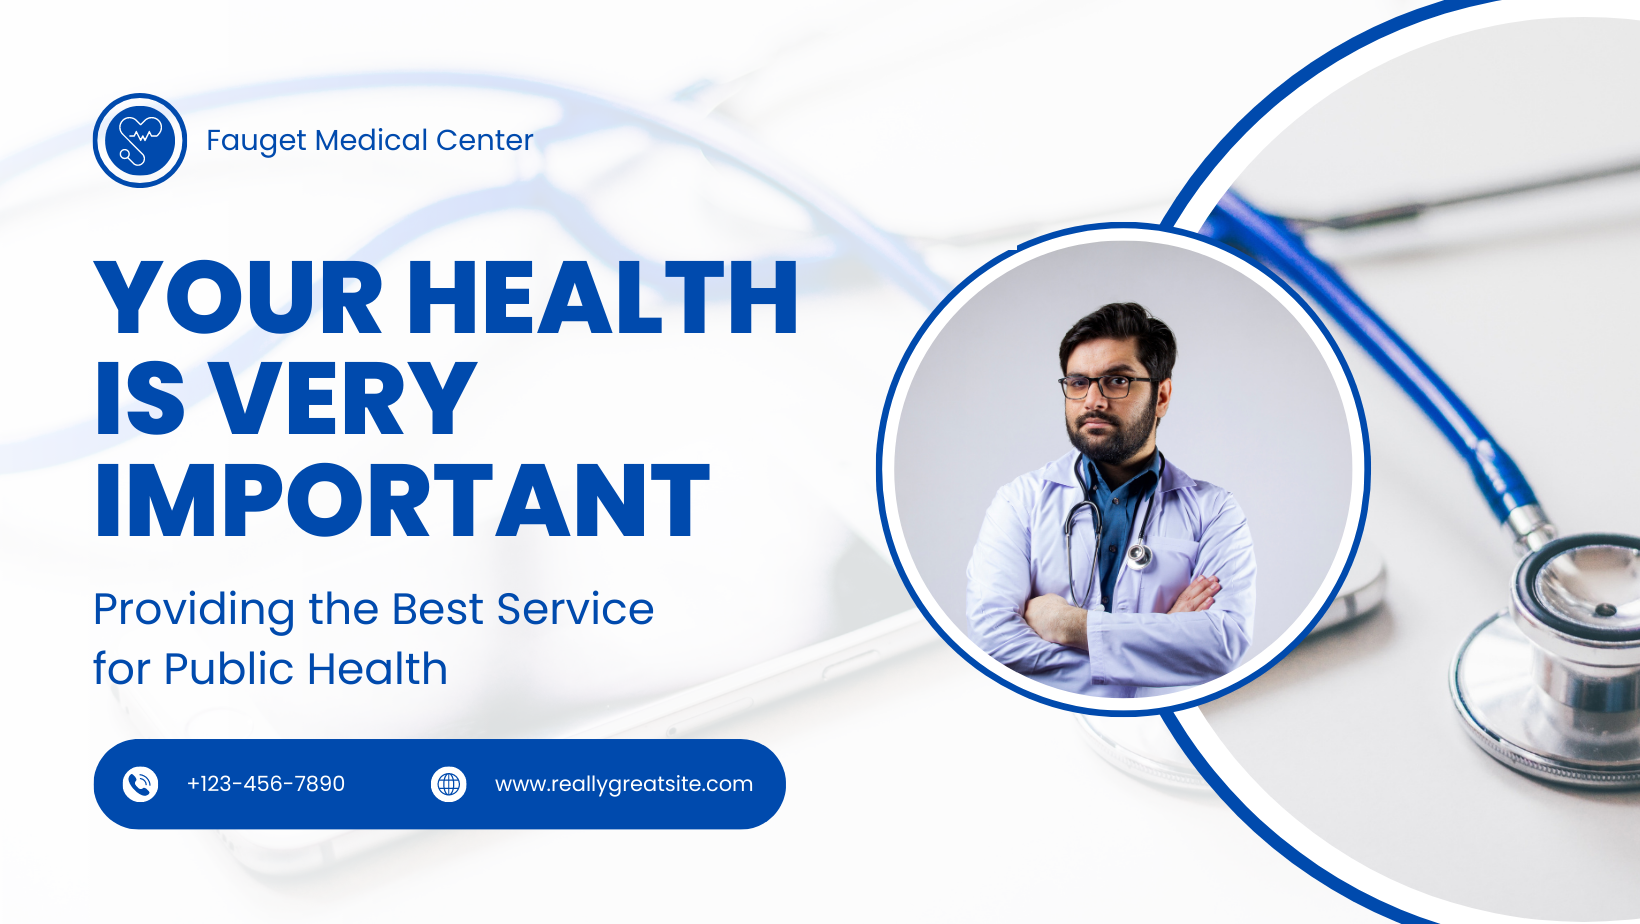 Fauget Medical Center
YOUR HEALTH
IS VERY
IMPORTANT
Providing the Best Service
for Public Health
+123-456-7890
www.reallygreatsite.com